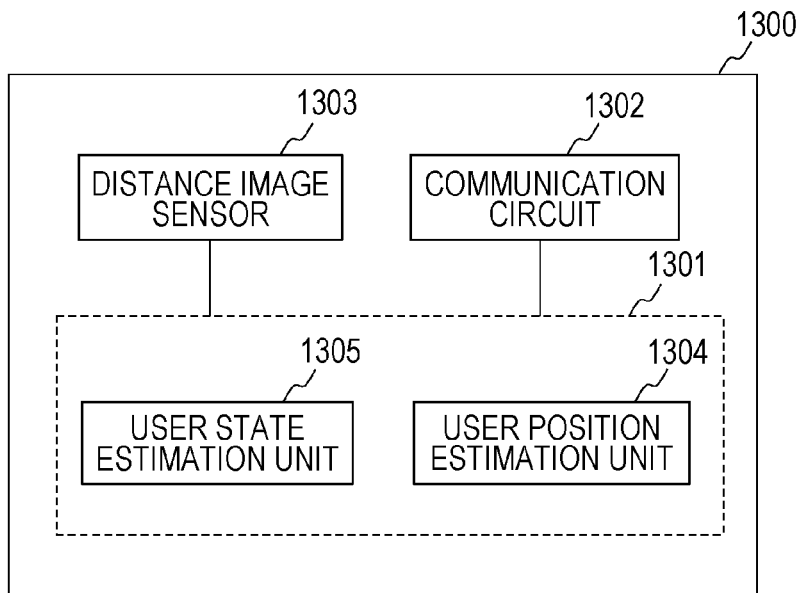 1300
1303
1302
DISTANCE IMAGE
SENSOR
COMMUNICATION
CIRCUIT
1301
1305
1304
USER STATE
ESTIMATION UNIT
USER POSITION
ESTIMATION UNIT